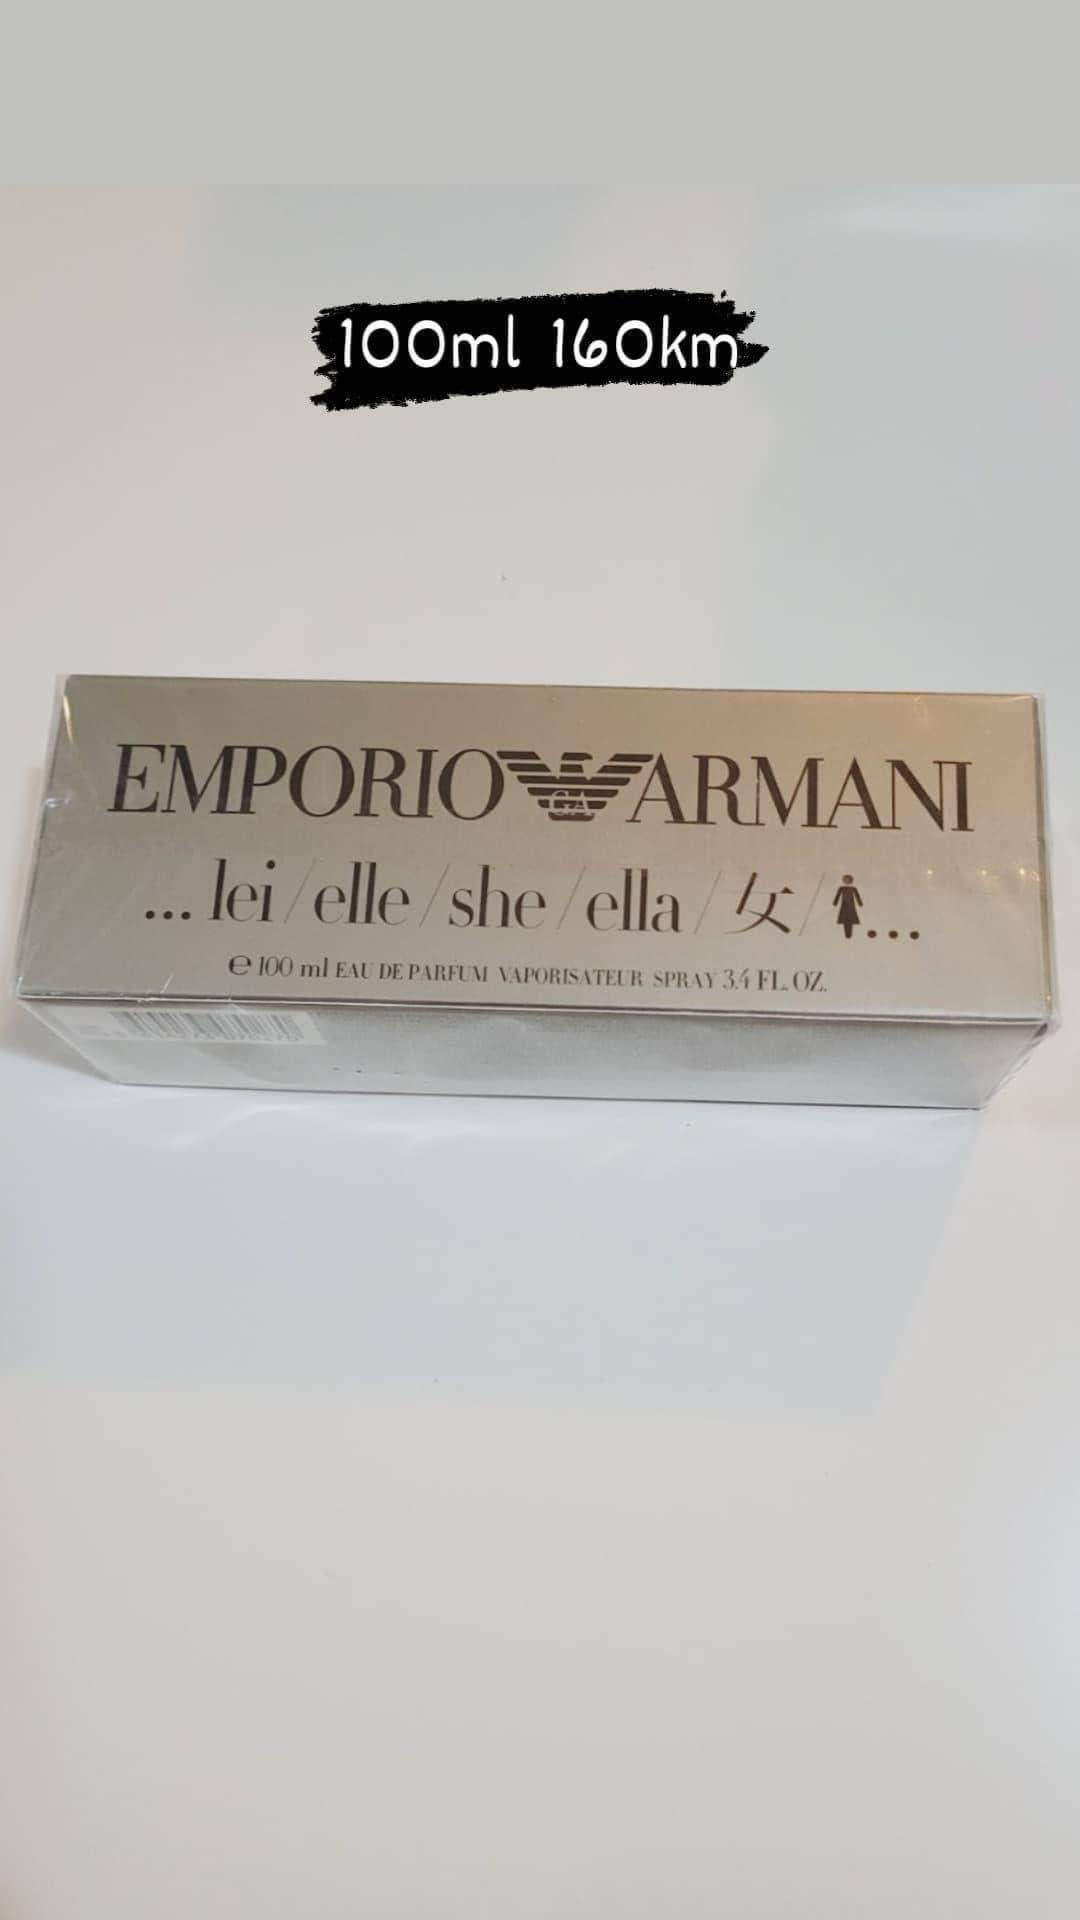 100ml 160km
EMPORIO GA ARMANI
... lei / elle / she / ella / 女 / ...
e 100 ml EAU DE PARFUM VAPORISATEUR SPRAY 3.4 FL. OZ.